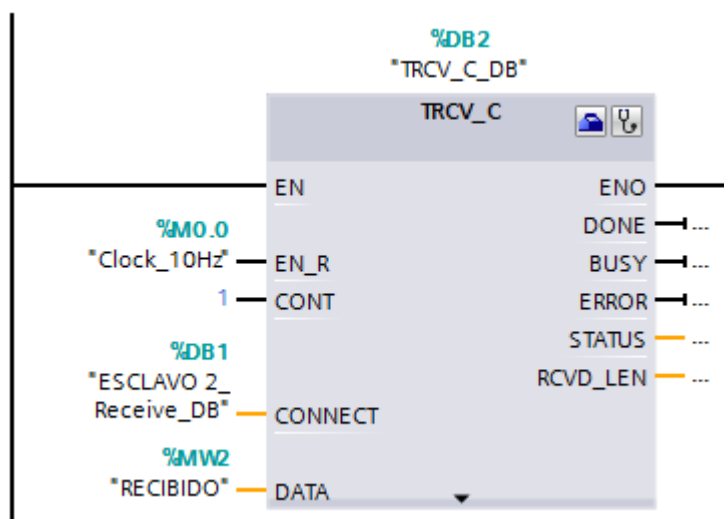 %DB2
"TRCV_C_DB"
TRCV_C
EN ENO
%M0.0 DONE ...
"Clock_10Hz" EN_R BUSY ...
1 CONT ERROR ...
%DB1 STATUS ...
"ESCLAVO 2_ RCVD_LEN ...
Receive_DB" CONNECT
%MW2
"RECIBIDO" DATA